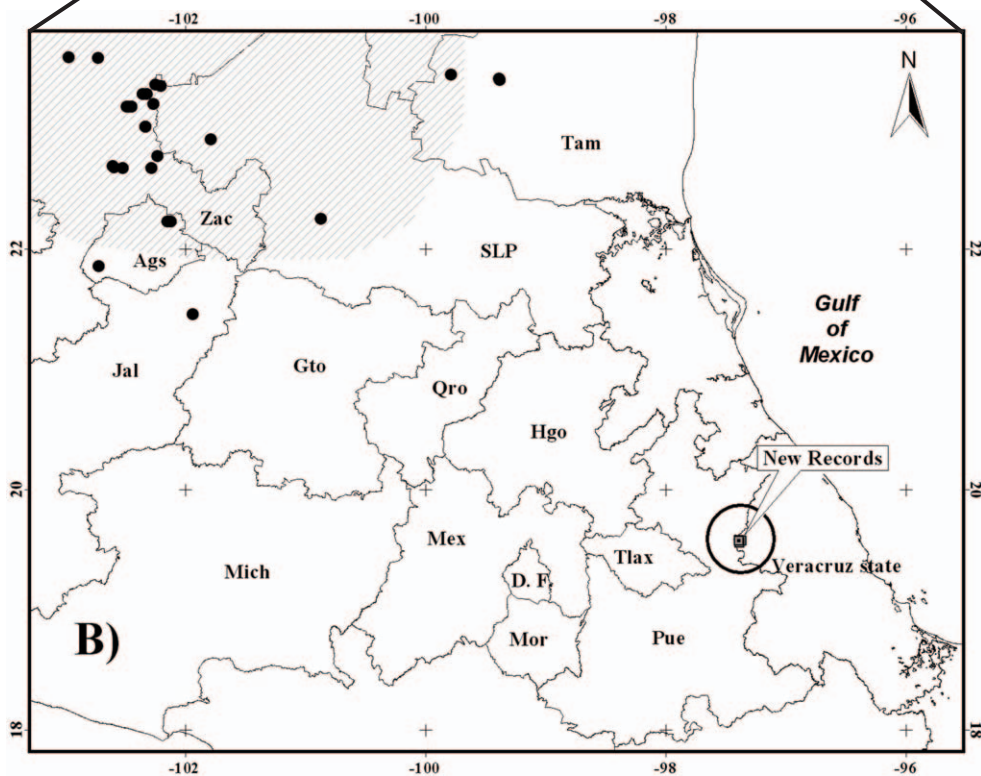 -102 -100 -98 -96
N
Tam
Zac
22 Ags SLP 22
Gulf
of
Mexico
Jal Gto Qro
Hgo
New Records
20 20
Mex
Mich D. F Tlax Veracruz state
B) Mor Pue
18 18
-102 -100 -98 -96